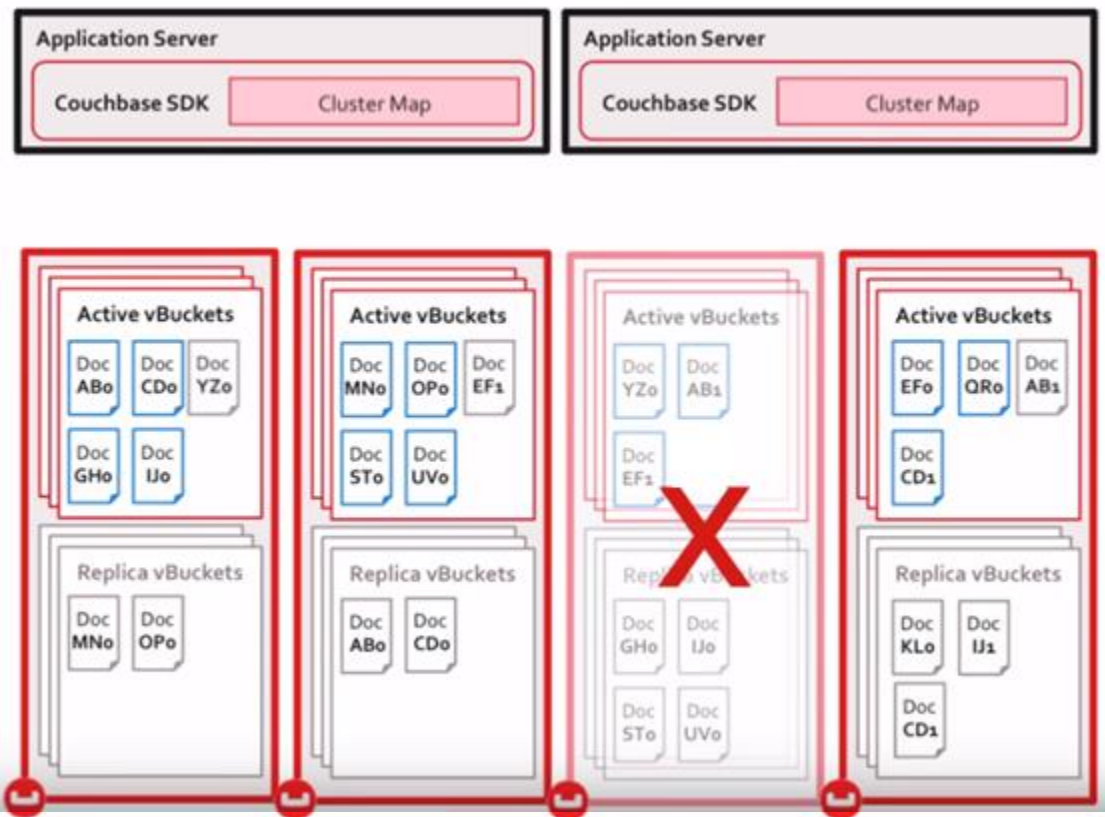 Application Server
Couchbase SDK
Cluster Map
Application Server
Couchbase SDK
Cluster Map
Active vBuckets
Doc Doc Doc
AB0 CD0 YZ0
Doc Doc
GH0 IJ0
Replica vBuckets
Doc Doc
MN0 OP0
Active vBuckets
Doc Doc Doc
MN0 OP0 EF1
Doc Doc
ST0 UV0
Replica vBuckets
Doc Doc
AB0 CD0
Active vBuckets
Doc Doc
YZ0 AB1
Doc
EF1
X
Replica vBuckets
Doc Doc
GH0 IJ0
Doc Doc
ST0 UV0
Active vBuckets
Doc Doc Doc
EF0 QR0 AB1
Doc
CD1
Replica vBuckets
Doc Doc
KL0 IJ1
Doc
CD1